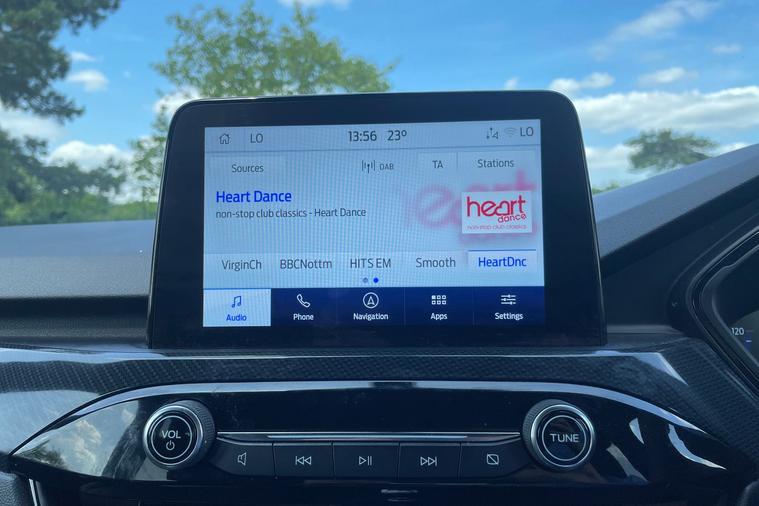 LO 13:56 23° LO
Sources DAB TA Stations
Heart Dance
non-stop club classics - Heart Dance
heart
dance
non-stop club classics
VirginCh BBCNottm HITS EM Smooth HeartDnc
Audio Phone Navigation Apps Settings
120
VOL
TUNE